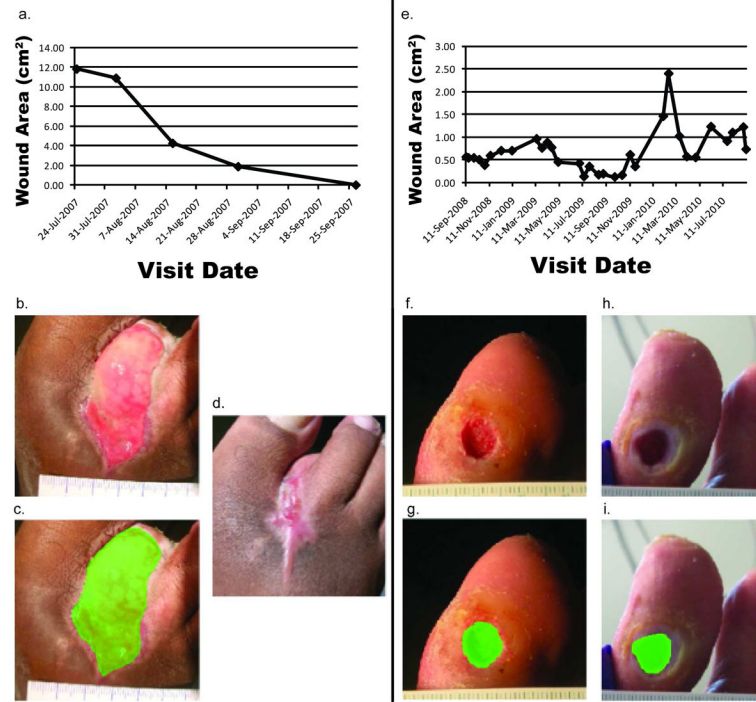 a.
Wound Area (cm²)
14.00
12.00
10.00
8.00
6.00
4.00
2.00
0.00
24-Jul-2007
31-Jul-2007
7-Aug-2007
14-Aug-2007
21-Aug-2007
28-Aug-2007
4-Sep-2007
11-Sep-2007
18-Sep-2007
25-Sep-2007
Visit Date
b.
c.
d.
e.
Wound Area (cm²)
3.00
2.50
2.00
1.50
1.00
0.50
0.00
11-Sep-2008
11-Nov-2008
11-Jan-2009
11-Mar-2009
11-May-2009
11-Jul-2009
11-Sep-2009
11-Nov-2009
11-Jan-2010
11-Mar-2010
11-May-2010
11-Jul-2010
Visit Date
f.
h.
g.
i.